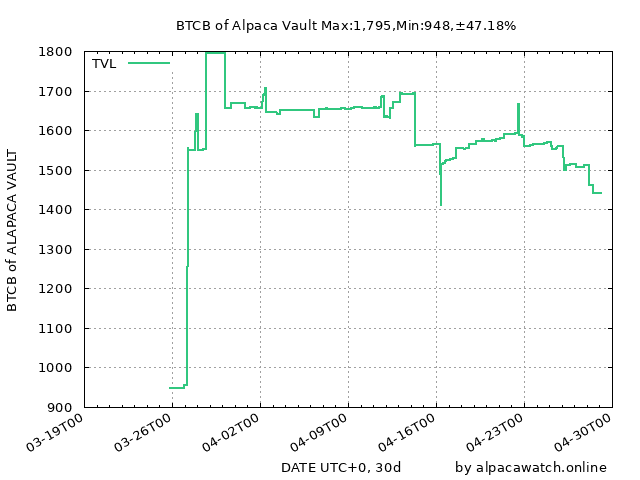 BTCB of Alpaca Vault Max:1,795,Min:948,±47.18%
TVL
1800
1700
1600
1500
1400
1300
1200
1100
1000
900
BTCB of ALAPACA VAULT
03-19T00
03-26T00
04-02T00
04-09T00
04-16T00
04-23T00
04-30T00
DATE UTC+0, 30d
by alpacawatch.online